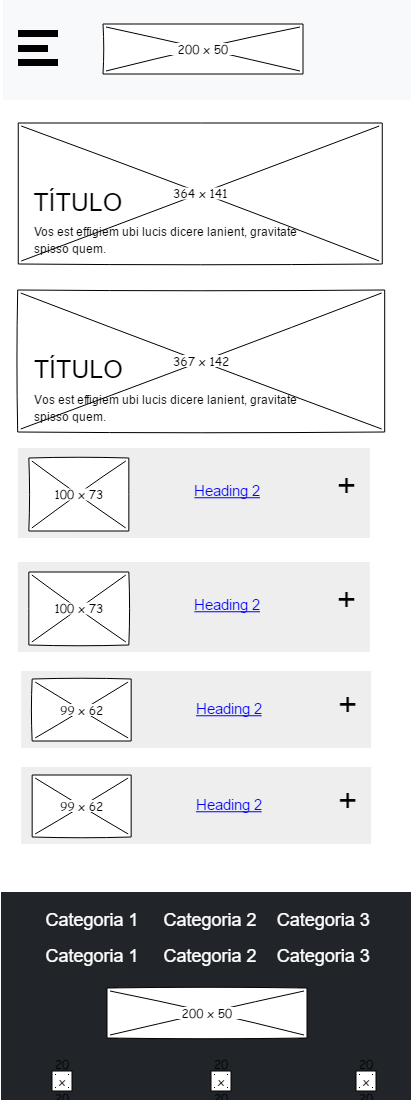 200 x 50
364 x 141
TÍTULO
Vos est effigiem ubi lucis dicere lanient, gravitate
spisso quem.
367 x 142
TÍTULO
Vos est effigiem ubi lucis dicere lanient, gravitate
spisso quem.
100 x 73 Heading 2 +
100 x 73 Heading 2 +
99 x 62 Heading 2 +
99 x 62 Heading 2 +
Categoria 1 Categoria 2 Categoria 3
Categoria 1 Categoria 2 Categoria 3
200 x 50
20 20 20
x x x
20 20 20